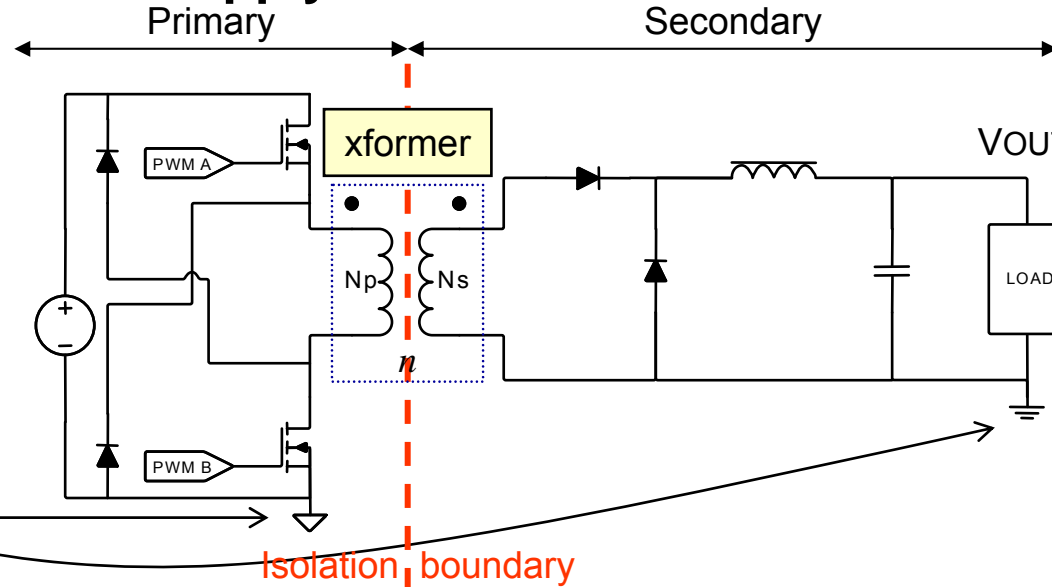 Primary
Secondary
xformer
VOUT
PWM A
+
−
Np
Ns
n
LOAD
PWM B
Isolation boundary